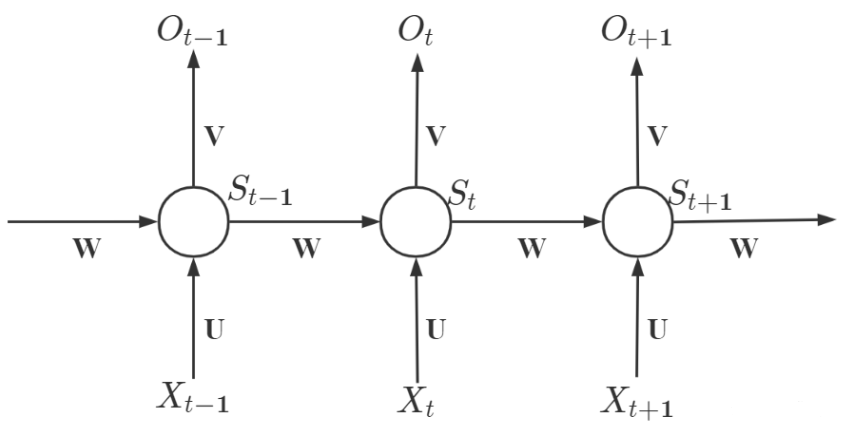 O_{t-1} O_t O_{t+1}
V V V
S_{t-1} S_t S_{t+1}
W W W W
U U U
X_{t-1} X_t X_{t+1}